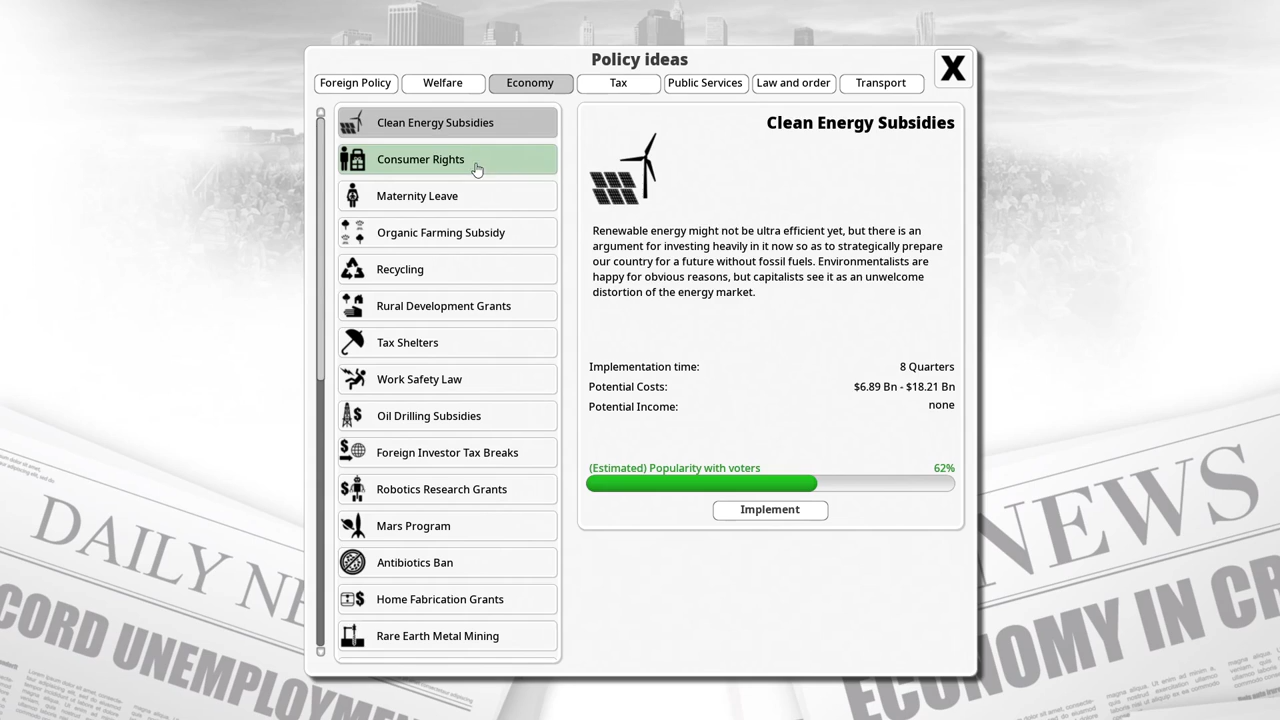 Policy ideas
X
Foreign Policy
Welfare
Economy
Tax
Public Services
Law and order
Transport
Clean Energy Subsidies
Consumer Rights
Maternity Leave
Organic Farming Subsidy
Recycling
Rural Development Grants
Tax Shelters
Work Safety Law
Oil Drilling Subsidies
Foreign Investor Tax Breaks
Robotics Research Grants
Mars Program
Antibiotics Ban
Home Fabrication Grants
Rare Earth Metal Mining
Clean Energy Subsidies
Renewable energy might not be ultra efficient yet, but there is an
argument for investing heavily in it now so as to strategically prepare
our country for a future without fossil fuels. Environmentalists are
happy for obvious reasons, but capitalists see it as an unwelcome
distortion of the energy market.
Implementation time: 8 Quarters
Potential Costs: $6.89 Bn - $18.21 Bn
Potential Income: none
(Estimated) Popularity with voters 62%
Implement
DAILY NE
CORD UNEMPLOYM
NEWS
ECONOMY IN CR